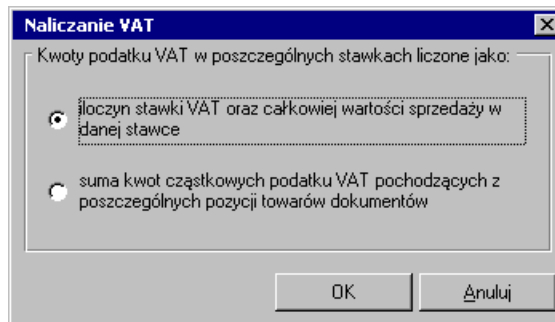 Naliczanie VAT
Kwoty podatku VAT w poszczególnych stawkach liczone jako:
iloczyn stawki VAT oraz całkowiej wartości sprzedaży w
danej stawce
suma kwot cząstkowych podatku VAT pochodzących z
poszczególnych pozycji towarów dokumentów
OK
Anuluj